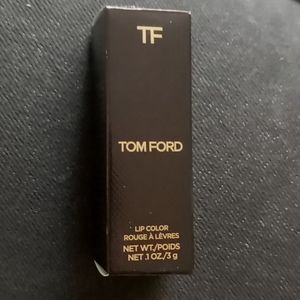 TF
TOM FORD
LIP COLOR
ROUGE À LÈVRES
NET WT./POIDS
NET .1 OZ/3 g